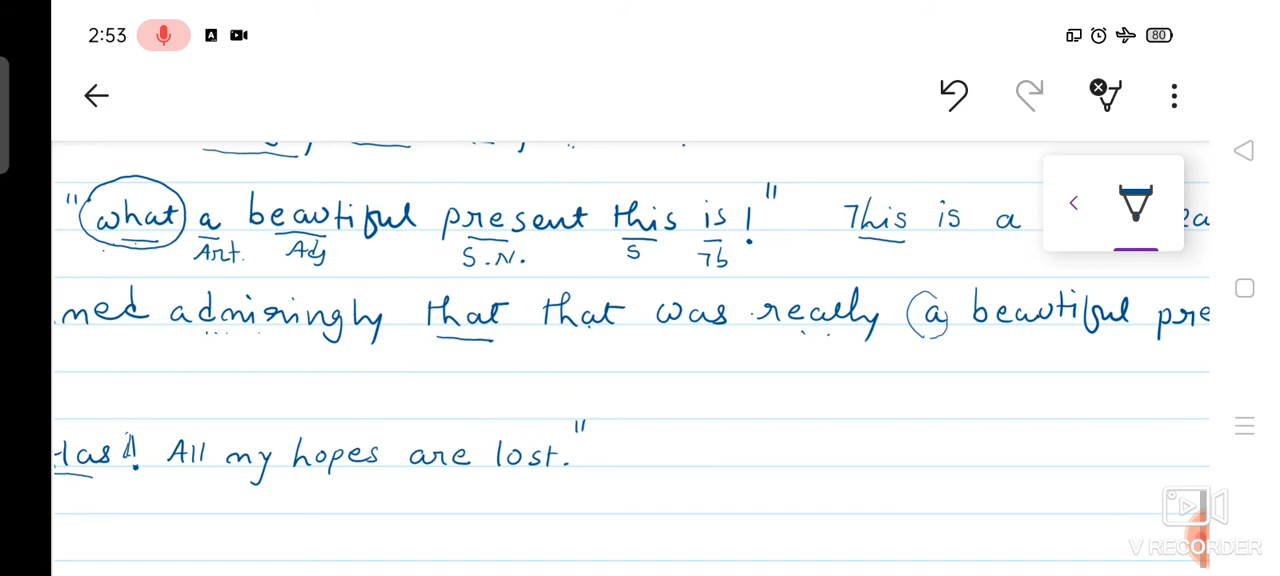 2:53 A 80
"what a beautiful present this is!" This is a
Art. Adj S.N. S 7b
med admiringly that that was really a beautiful pre
las! All my hopes are lost."
V RECORDER